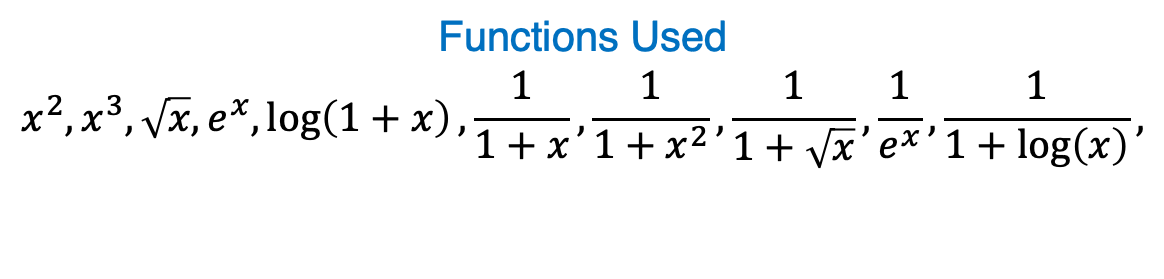 Functions Used
x², x³, √x, eˣ, log(1 + x), 1/(1 + x), 1/(1 + x²), 1/(1 + √x), 1/eˣ, 1/(1 + log(x)),